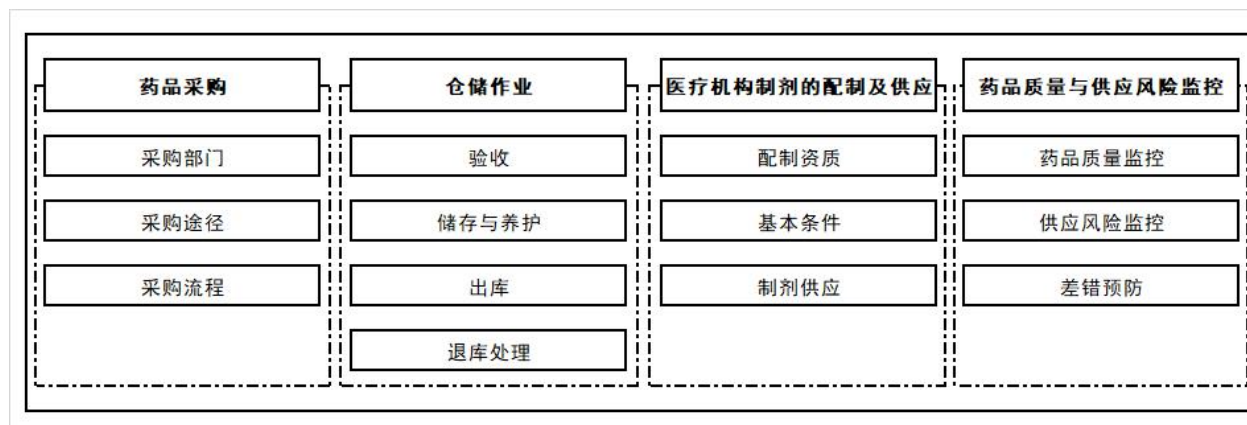 药品采购
采购部门
采购途径
采购流程
仓储作业
验收
储存与养护
出库
退库处理
医疗机构制剂的配制及供应
配制资质
基本条件
制剂供应
药品质量与供应风险监控
药品质量监控
供应风险监控
差错预防